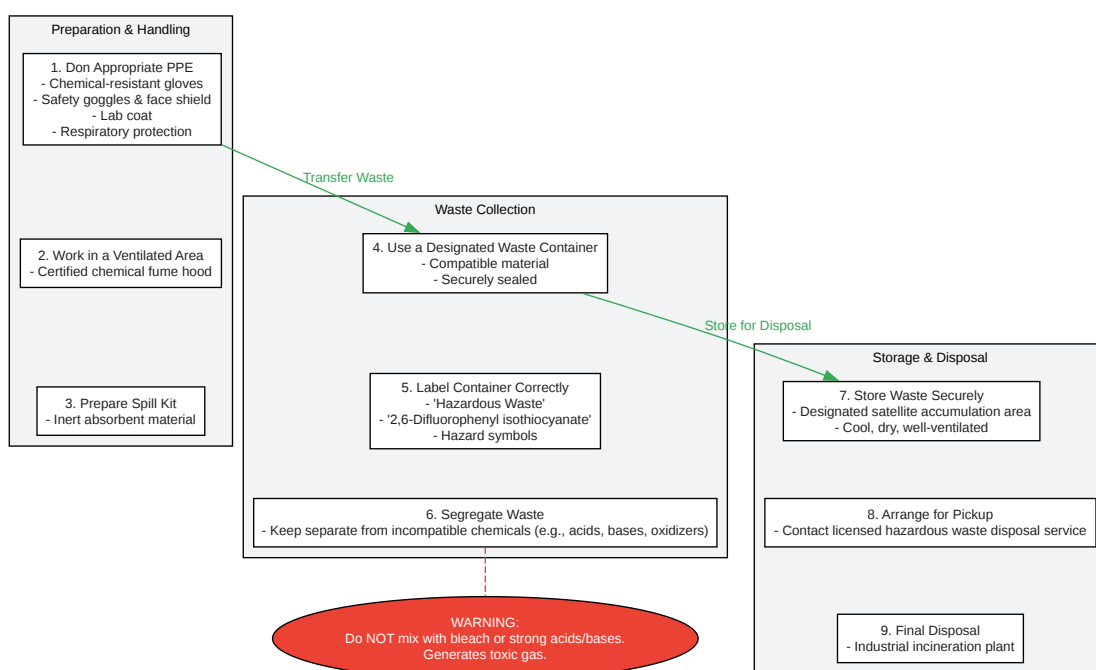 Preparation & Handling
1. Don Appropriate PPE
- Chemical-resistant gloves
- Safety goggles & face shield
- Lab coat
- Respiratory protection
2. Work in a Ventilated Area
- Certified chemical fume hood
3. Prepare Spill Kit
- Inert absorbent material
Transfer Waste
Waste Collection
4. Use a Designated Waste Container
- Compatible material
- Securely sealed
5. Label Container Correctly
- 'Hazardous Waste'
- '2,6-Difluorophenyl isothiocyanate'
- Hazard symbols
6. Segregate Waste
- Keep separate from incompatible chemicals (e.g., acids, bases, oxidizers)
WARNING:
Do NOT mix with bleach or strong acids/bases.
Generates toxic gas.
Store for Disposal
Storage & Disposal
7. Store Waste Securely
- Designated satellite accumulation area
- Cool, dry, well-ventilated
8. Arrange for Pickup
- Contact licensed hazardous waste disposal service
9. Final Disposal
- Industrial incineration plant